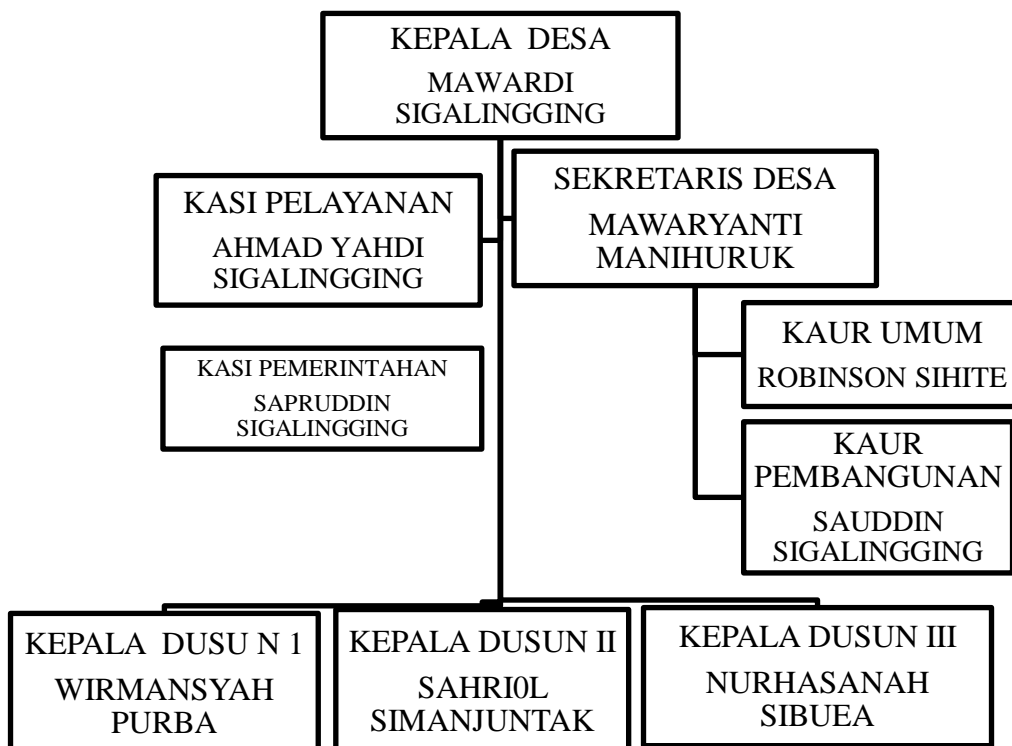 KEPALA DESA
MAWARDI
SIGALINGGING
KASI PELAYANAN
AHMAD YAHDI
SIGALINGGING
SEKRETARIS DESA
MAWARYANTI
MANIHURUK
KASI PEMERINTAHAN
SAPRUDDIN
SIGALINGGING
KAUR UMUM
ROBINSON SIHITE
KAUR
PEMBANGUNAN
SAUDDIN
SIGALINGGING
KEPALA DUSU N 1
WIRMANSYAH
PURBA
KEPALA DUSUN II
SAHRI0L
SIMANJUNTAK
KEPALA DUSUN III
NURHASANAH
SIBUEA